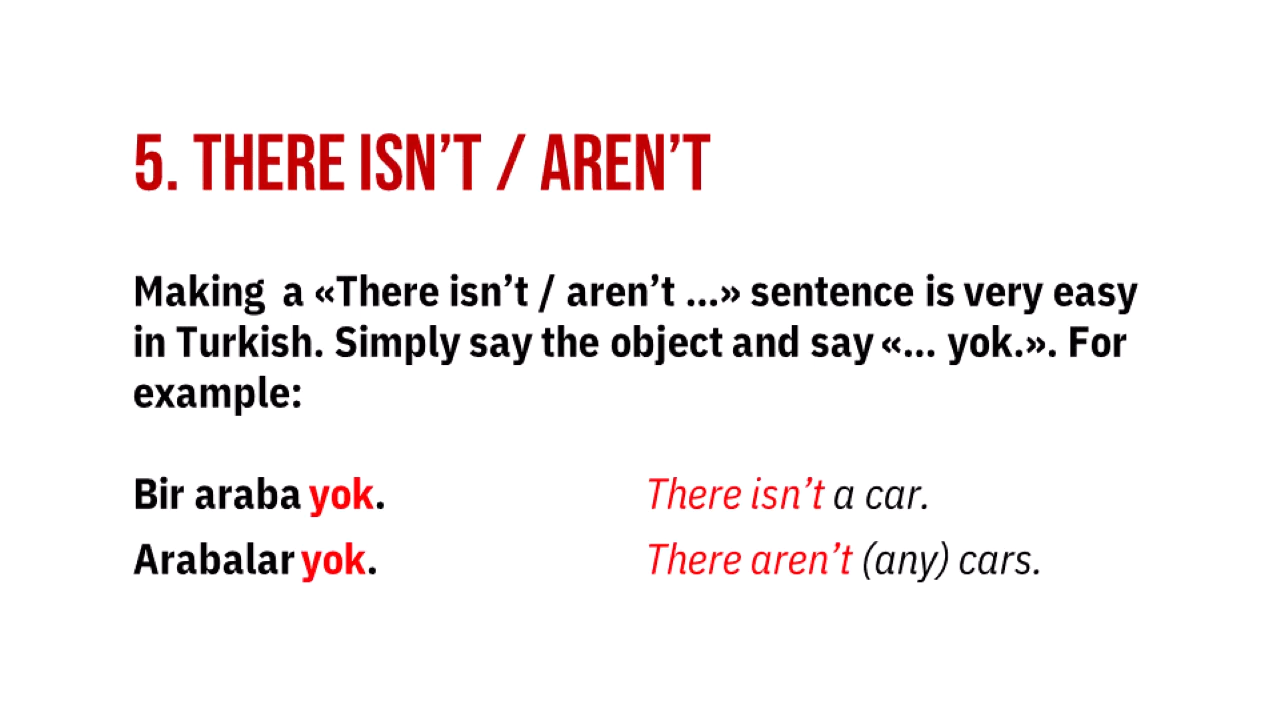 5. THERE ISN’T / AREN’T
Making a «There isn’t / aren’t ...» sentence is very easy
in Turkish. Simply say the object and say «... yok.». For
example:
Bir araba yok. There isn’t a car.
Arabalar yok. There aren’t (any) cars.